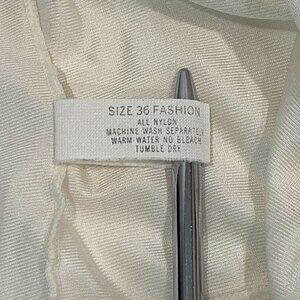 SIZE 36 FASHION
ALL NYLON
MACHINE WASH SEPARATELY
WARM WATER NO BLEACH
TUMBLE DRY